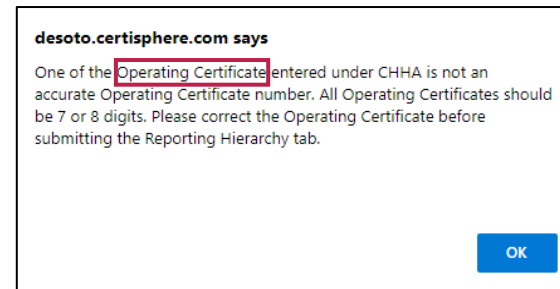 desoto.certisphere.com says
One of the Operating Certificate entered under CHHA is not an
accurate Operating Certificate number. All Operating Certificates should
be 7 or 8 digits. Please correct the Operating Certificate before
submitting the Reporting Hierarchy tab.
OK